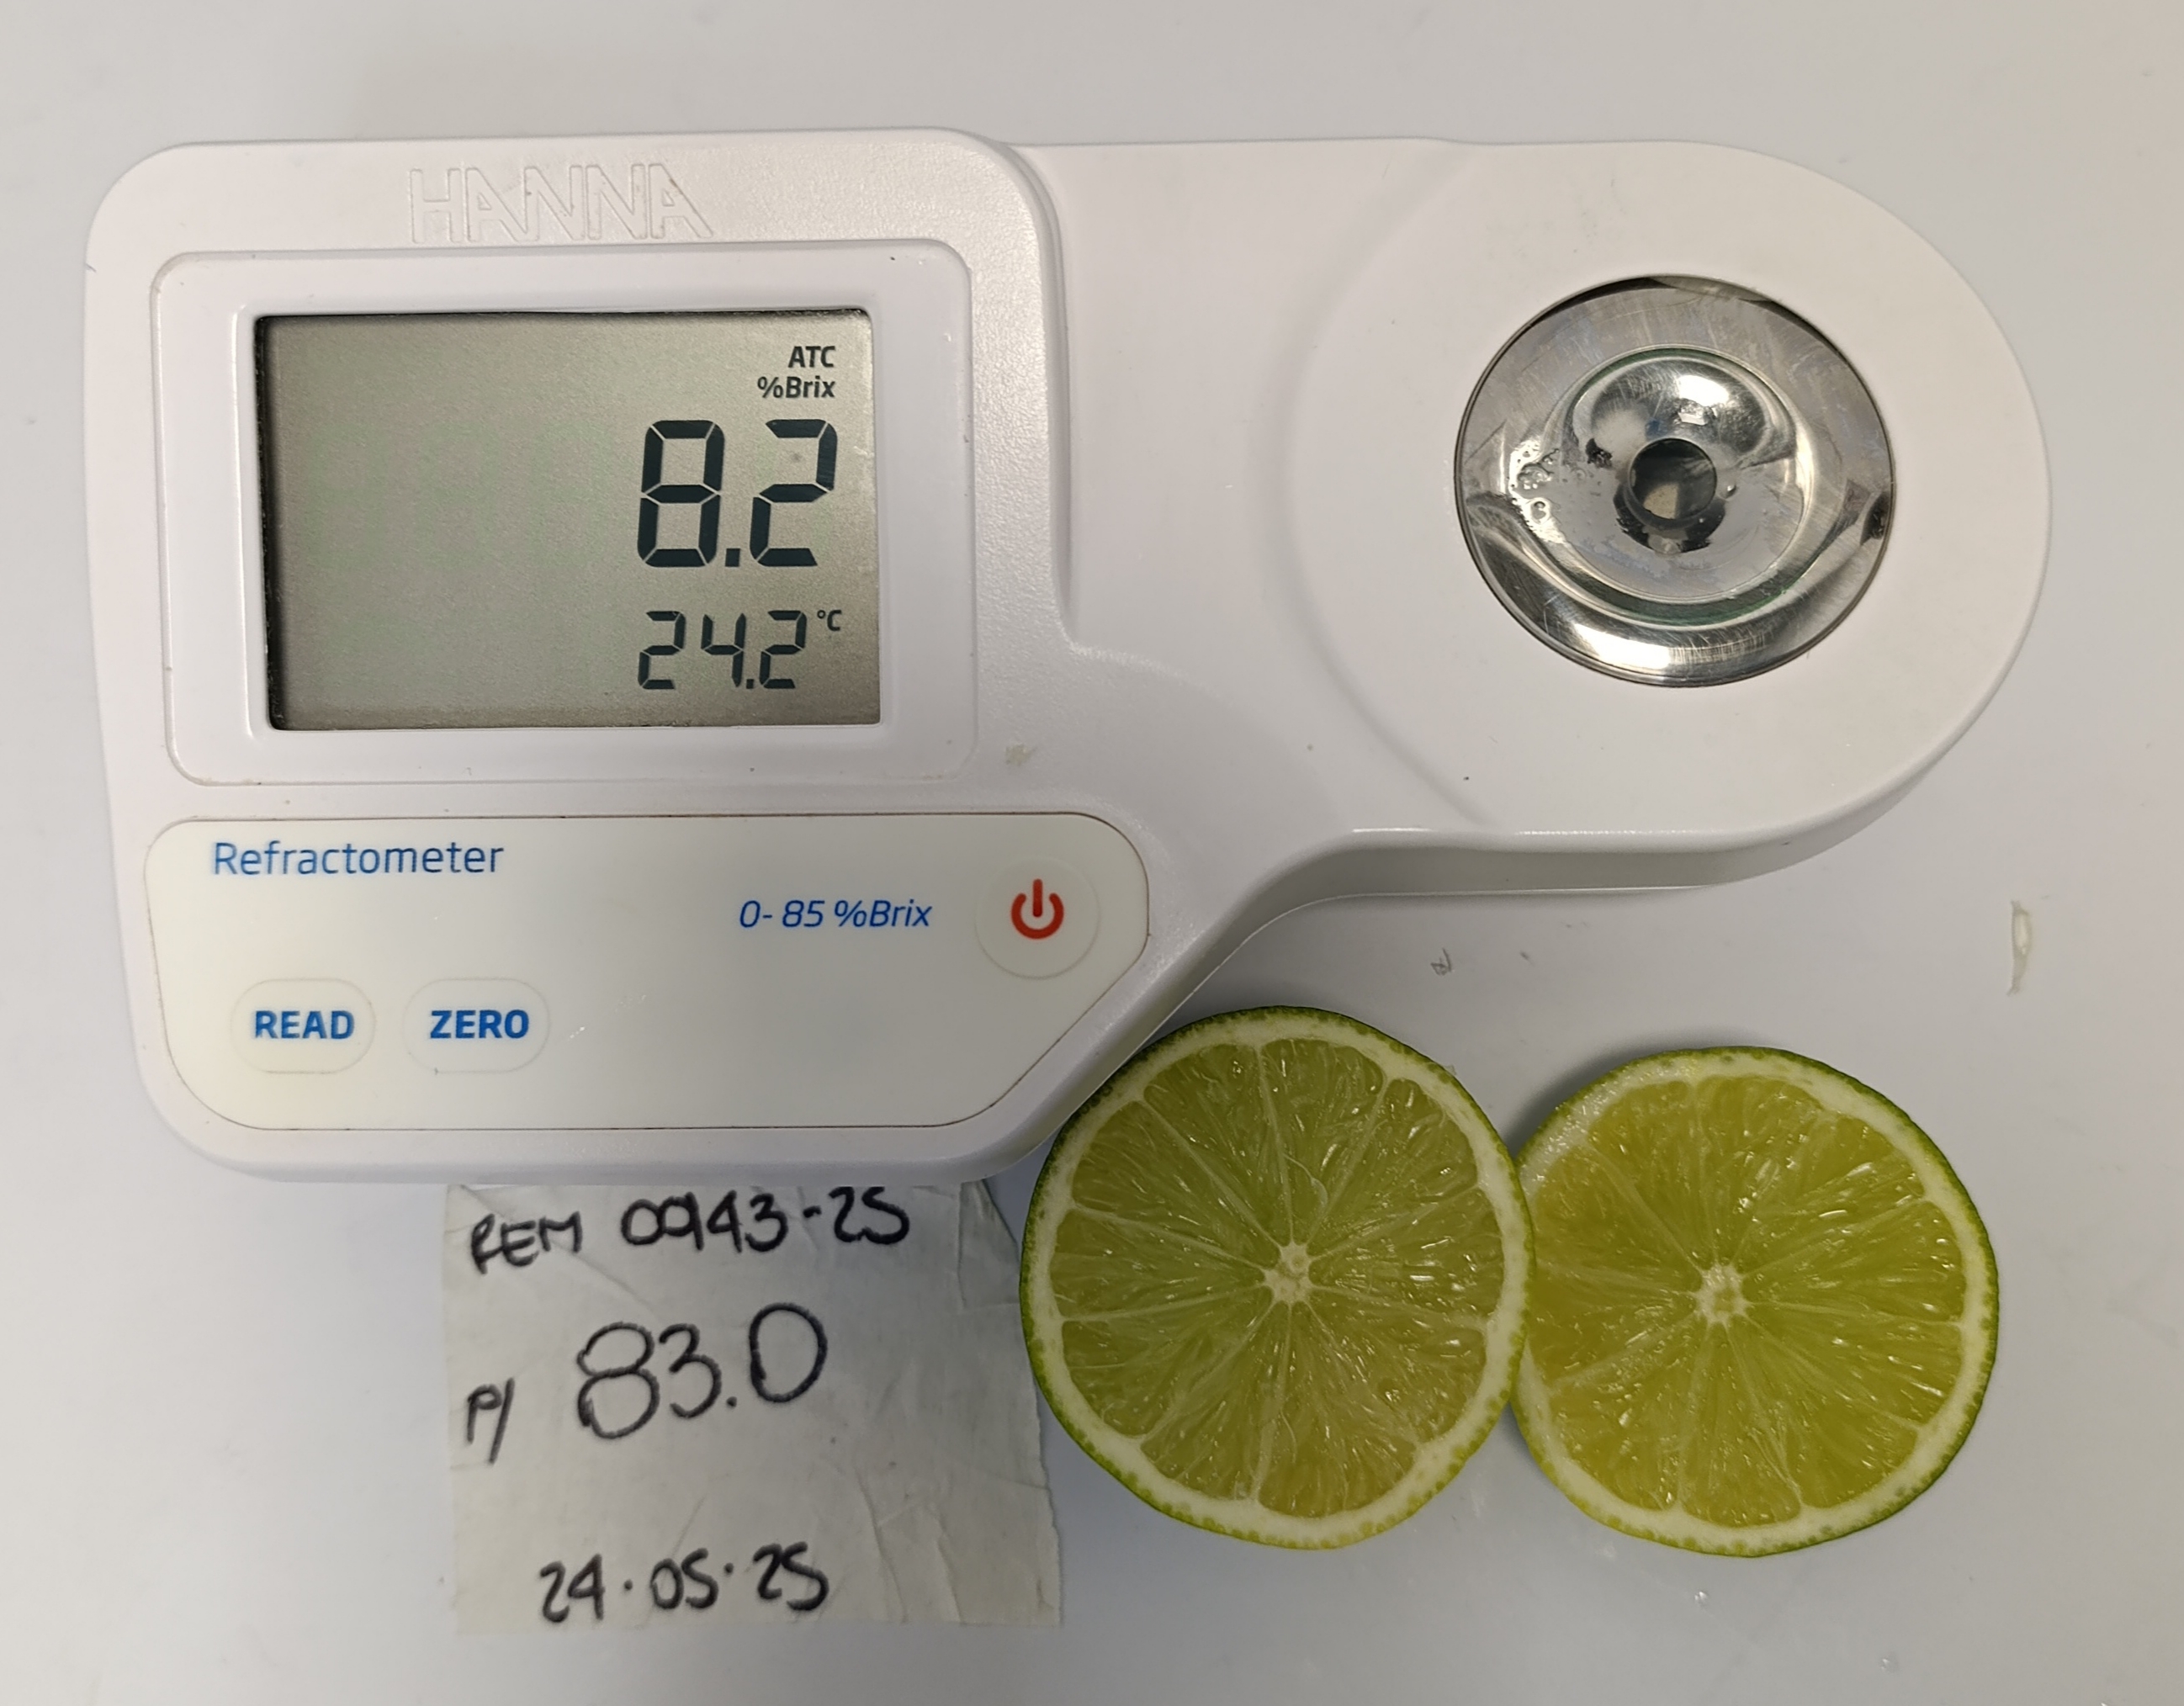 HANNA
ATC
%Brix
8.2
24.2 °C
Refractometer
0- 85 %Brix
READ ZERO
REM 0943-25
P/ 83.0
24.05.25